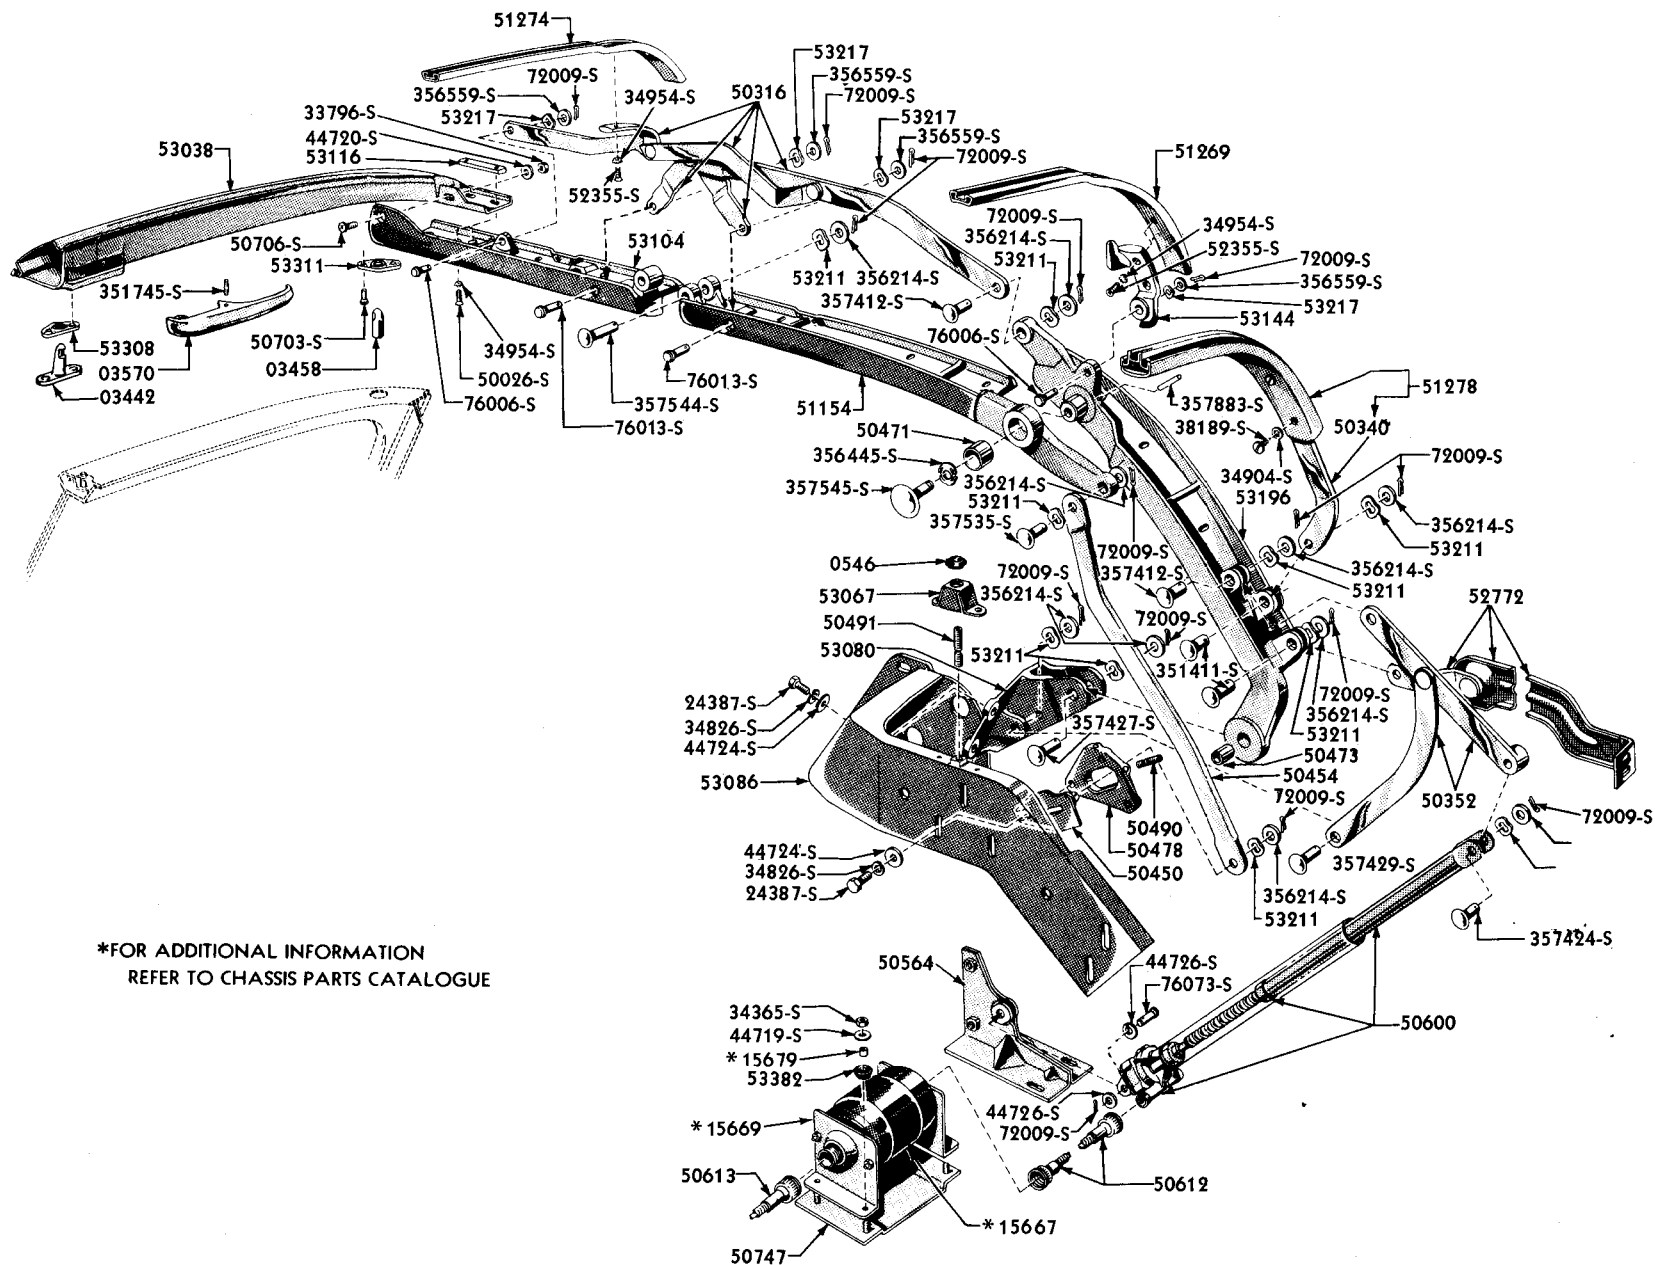 51274
72009-S
356559-S
53217
34954-S
50316
53217
356559-S
72009-S
53217
356559-S
72009-S
33796-S
44720-S
53116
53038
52355-S
51269
72009-S
356214-S
53211
34954-S
52355-S
72009-S
356559-S
53217
53144
50706-S
53311
351745-S
53104
53211
356214-S
357412-S
76006-S
53308
03570
03442
50703-S
03458
34954-S
50026-S
76006-S
76013-S
357544-S
76013-S
51154
357883-S
38189-S
51278
50340
72009-S
50471
356445-S
357545-S
356214-S
53211
357535-S
34904-S
53196
356214-S
53211
0546
53067
50491
53080
72009-S
356214-S
72009-S
357412-S
72009-S
356214-S
53211
52772
53211
351411-S
24387-S
34826-S
44724-S
53086
357427-S
72009-S
356214-S
53211
50473
50454
72009-S
50352
72009-S
50490
50478
50450
44724-S
34826-S
24387-S
357429-S
356214-S
53211
357424-S
*FOR ADDITIONAL INFORMATION
REFER TO CHASSIS PARTS CATALOGUE
50564
44726-S
76073-S
34365-S
44719-S
*15679
53382
50600
*15669
44726-S
72009-S
50613
50612
*15667
50747